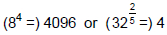 (8⁴ =) 4096 or (32^(2/5) =) 4